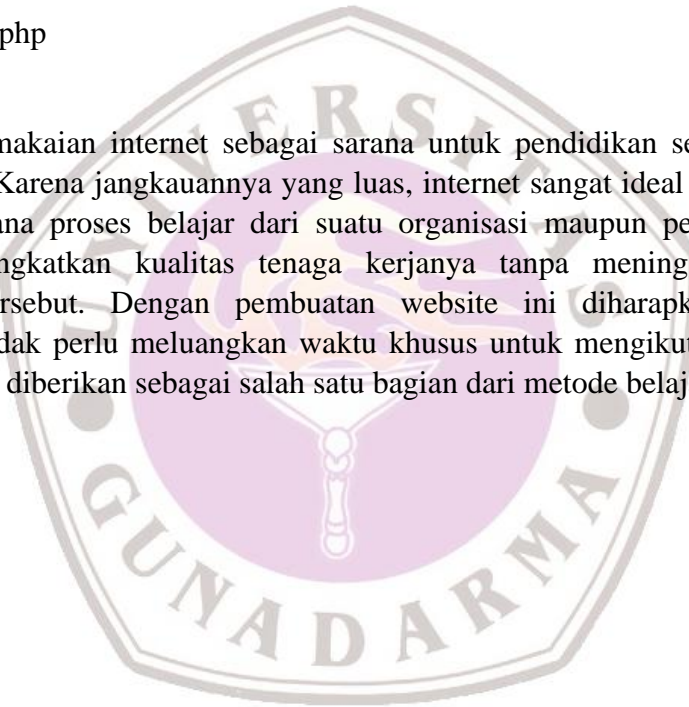 php
makaian internet sebagai sarana untuk pendidikan se
Karena jangkauannya yang luas, internet sangat ideal
ana proses belajar dari suatu organisasi maupun pe
ngkatkan kualitas tenaga kerjanya tanpa mening
rsebut. Dengan pembuatan website ini diharapk
dak perlu meluangkan waktu khusus untuk mengikut
diberikan sebagai salah satu bagian dari metode belaj
UNIVERSITAS
GUNADARMA